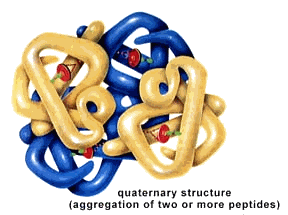 quaternary structure
(aggregation of two or more peptides)